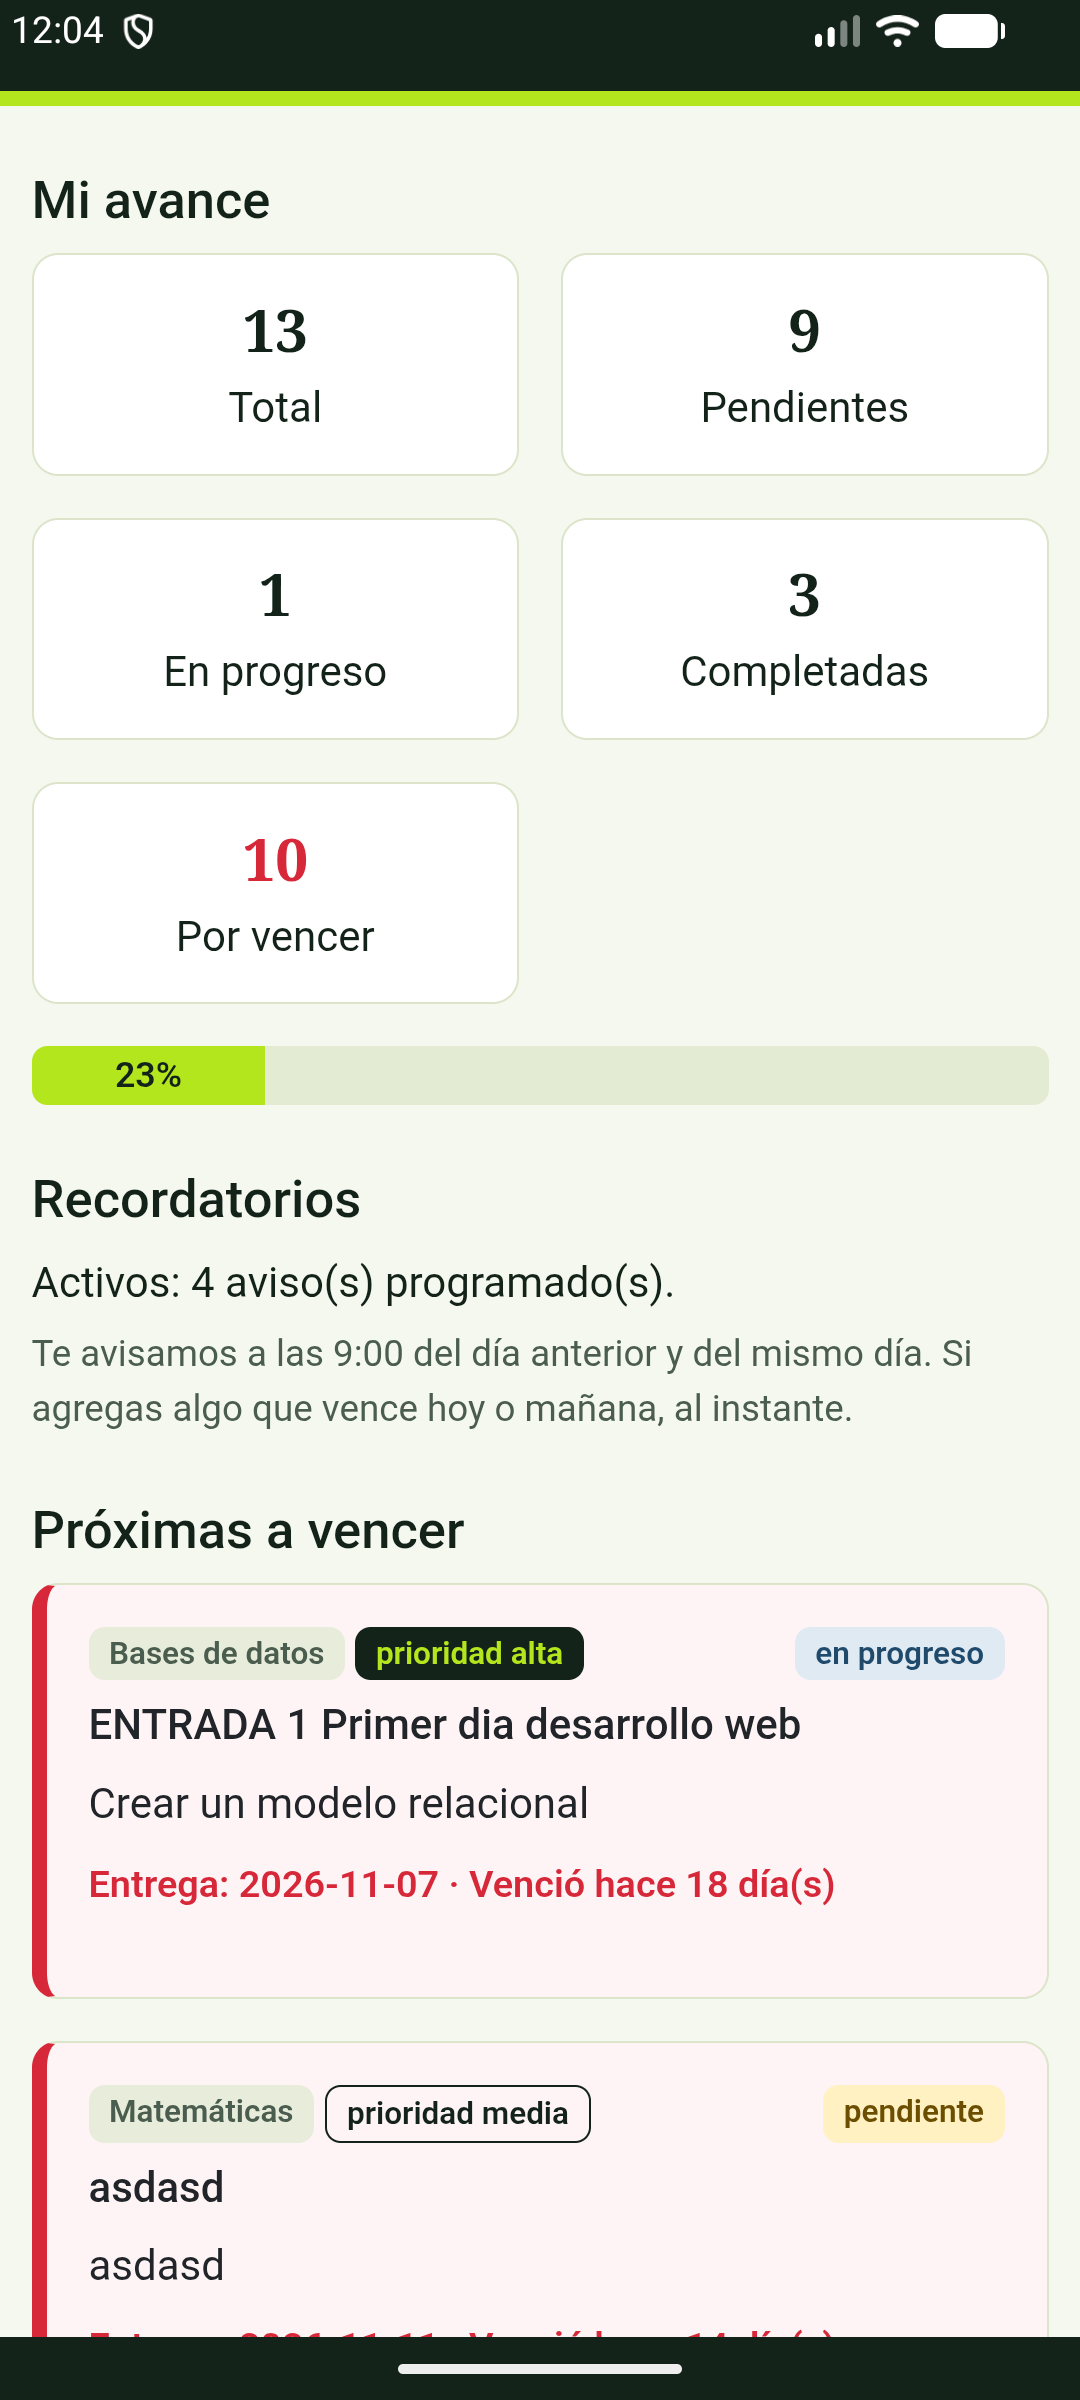 12:04
Mi avance
13
Total
9
Pendientes
1
En progreso
3
Completadas
10
Por vencer
23%
Recordatorios
Activos: 4 aviso(s) programado(s).
Te avisamos a las 9:00 del día anterior y del mismo día. Si
agregas algo que vence hoy o mañana, al instante.
Próximas a vencer
Bases de datos prioridad alta en progreso
ENTRADA 1 Primer dia desarrollo web
Crear un modelo relacional
Entrega: 2026-11-07 · Venció hace 18 día(s)
Matemáticas prioridad media pendiente
asdasd
asdasd